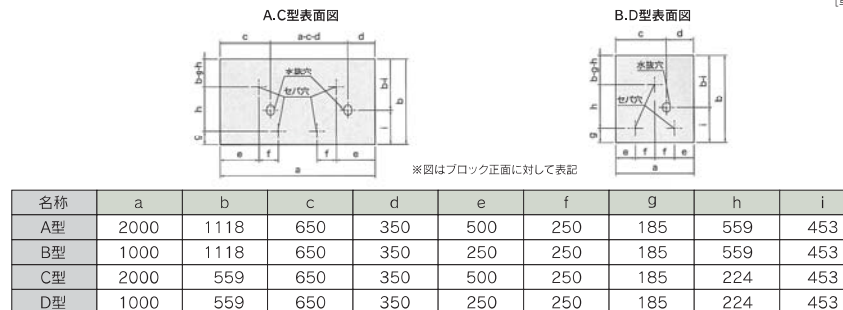 A.C型表面図
B.D型表面図
c a-c-d d
c d
b-g-h h g
水抜穴
セパ穴
b-i i b
e f f e
a
b-g-h h g
水抜穴
セパ穴
b-i i b
e f f e
a
※図はブロック正面に対して表記
名称 a b c d e f g h i
A型 2000 1118 650 350 500 250 185 559 453
B型 1000 1118 650 350 250 250 185 559 453
C型 2000 559 650 350 500 250 185 224 453
D型 1000 559 650 350 250 250 185 224 453